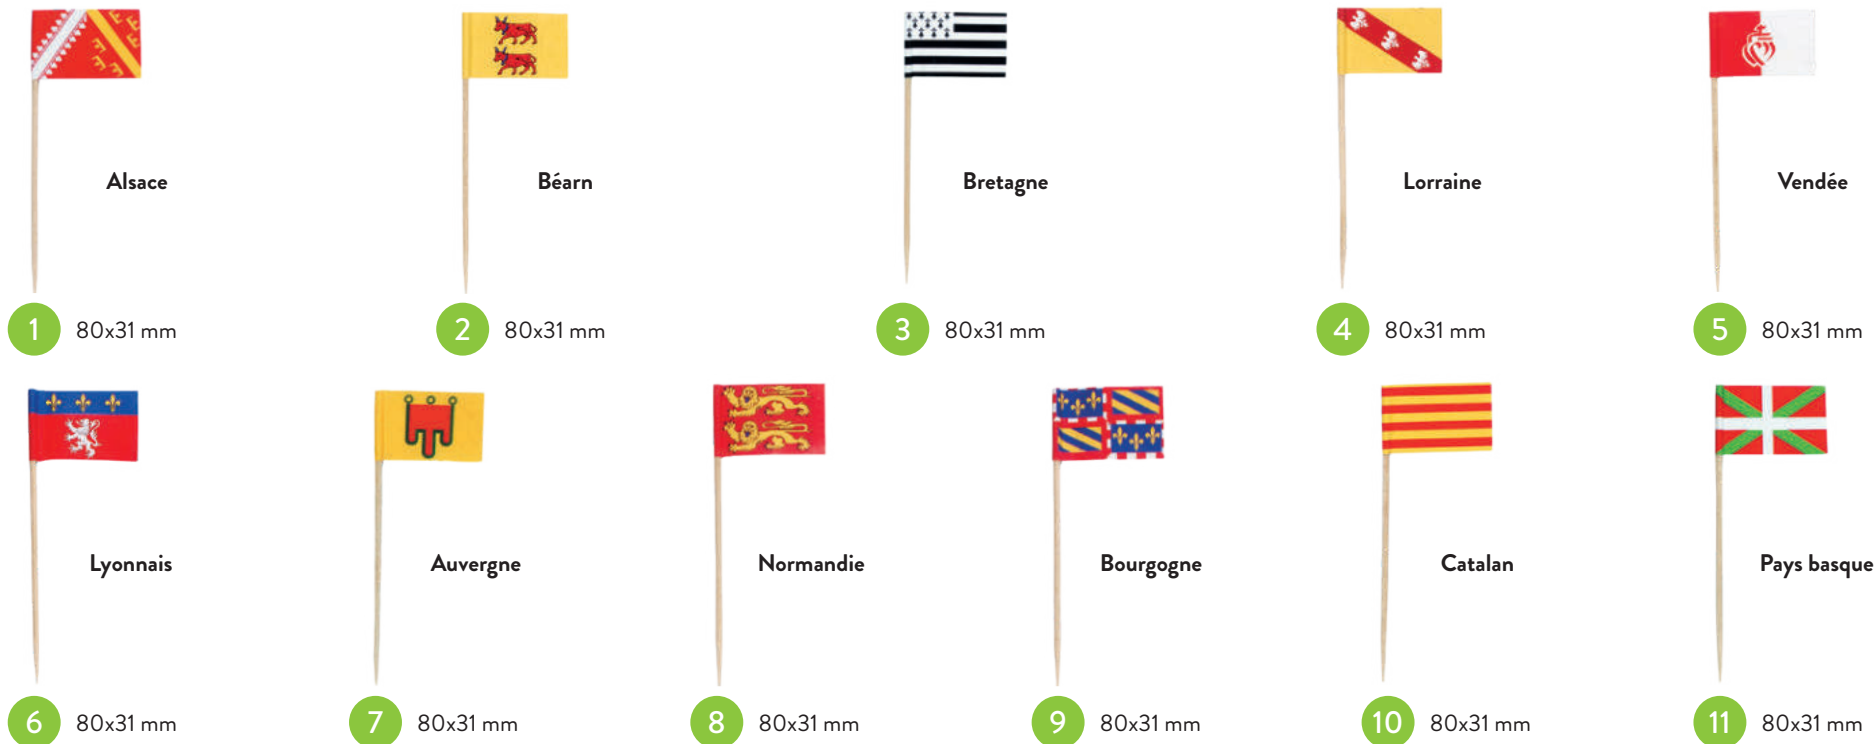 Alsace
Béarn
Bretagne
Lorraine
Vendée
1 80x31 mm
2 80x31 mm
3 80x31 mm
4 80x31 mm
5 80x31 mm
Lyonnais
Auvergne
Normandie
Bourgogne
Catalan
Pays basque
6 80x31 mm
7 80x31 mm
8 80x31 mm
9 80x31 mm
10 80x31 mm
11 80x31 mm